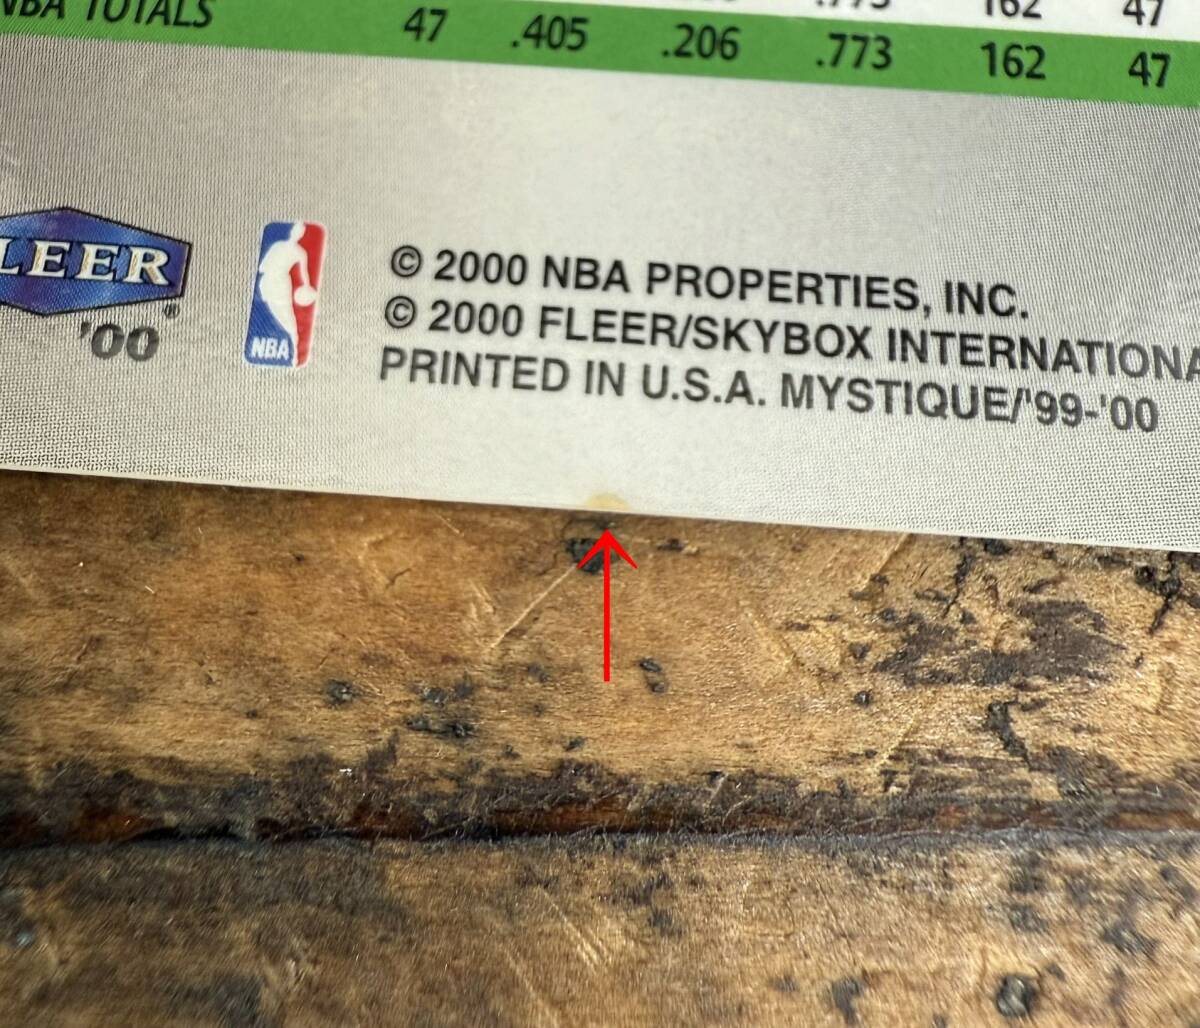 NBA TOTALS 47 .405 .206 .773 162 47
LEER
®
'00
NBA
© 2000 NBA PROPERTIES, INC.
© 2000 FLEER/SKYBOX INTERNATIONA
PRINTED IN U.S.A. MYSTIQUE/'99-'00